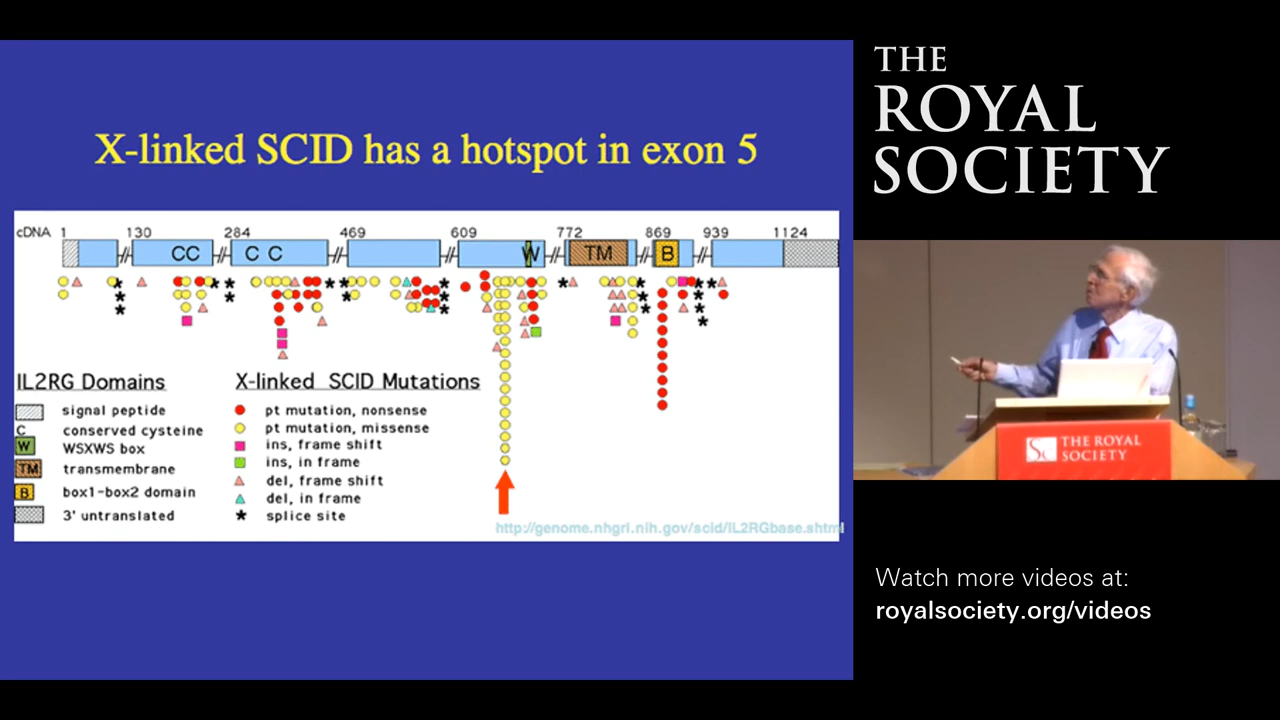 X-linked SCID has a hotspot in exon 5
cDNA 1 130 284 469 609 772 869 939 1124
C C C C W TM B
IL2RG Domains
signal peptide
C conserved cysteine
W WSXWS box
TM transmembrane
B box1-box2 domain
3' untranslated
X-linked SCID Mutations
pt mutation, nonsense
pt mutation, missense
ins, frame shift
ins, in frame
del, frame shift
del, in frame
splice site
http://genome.nhgri.nih.gov/scid/IL2RGbase.shtml
THE
ROYAL
SOCIETY
THE ROYAL
SOCIETY
Watch more videos at:
royalsociety.org/videos